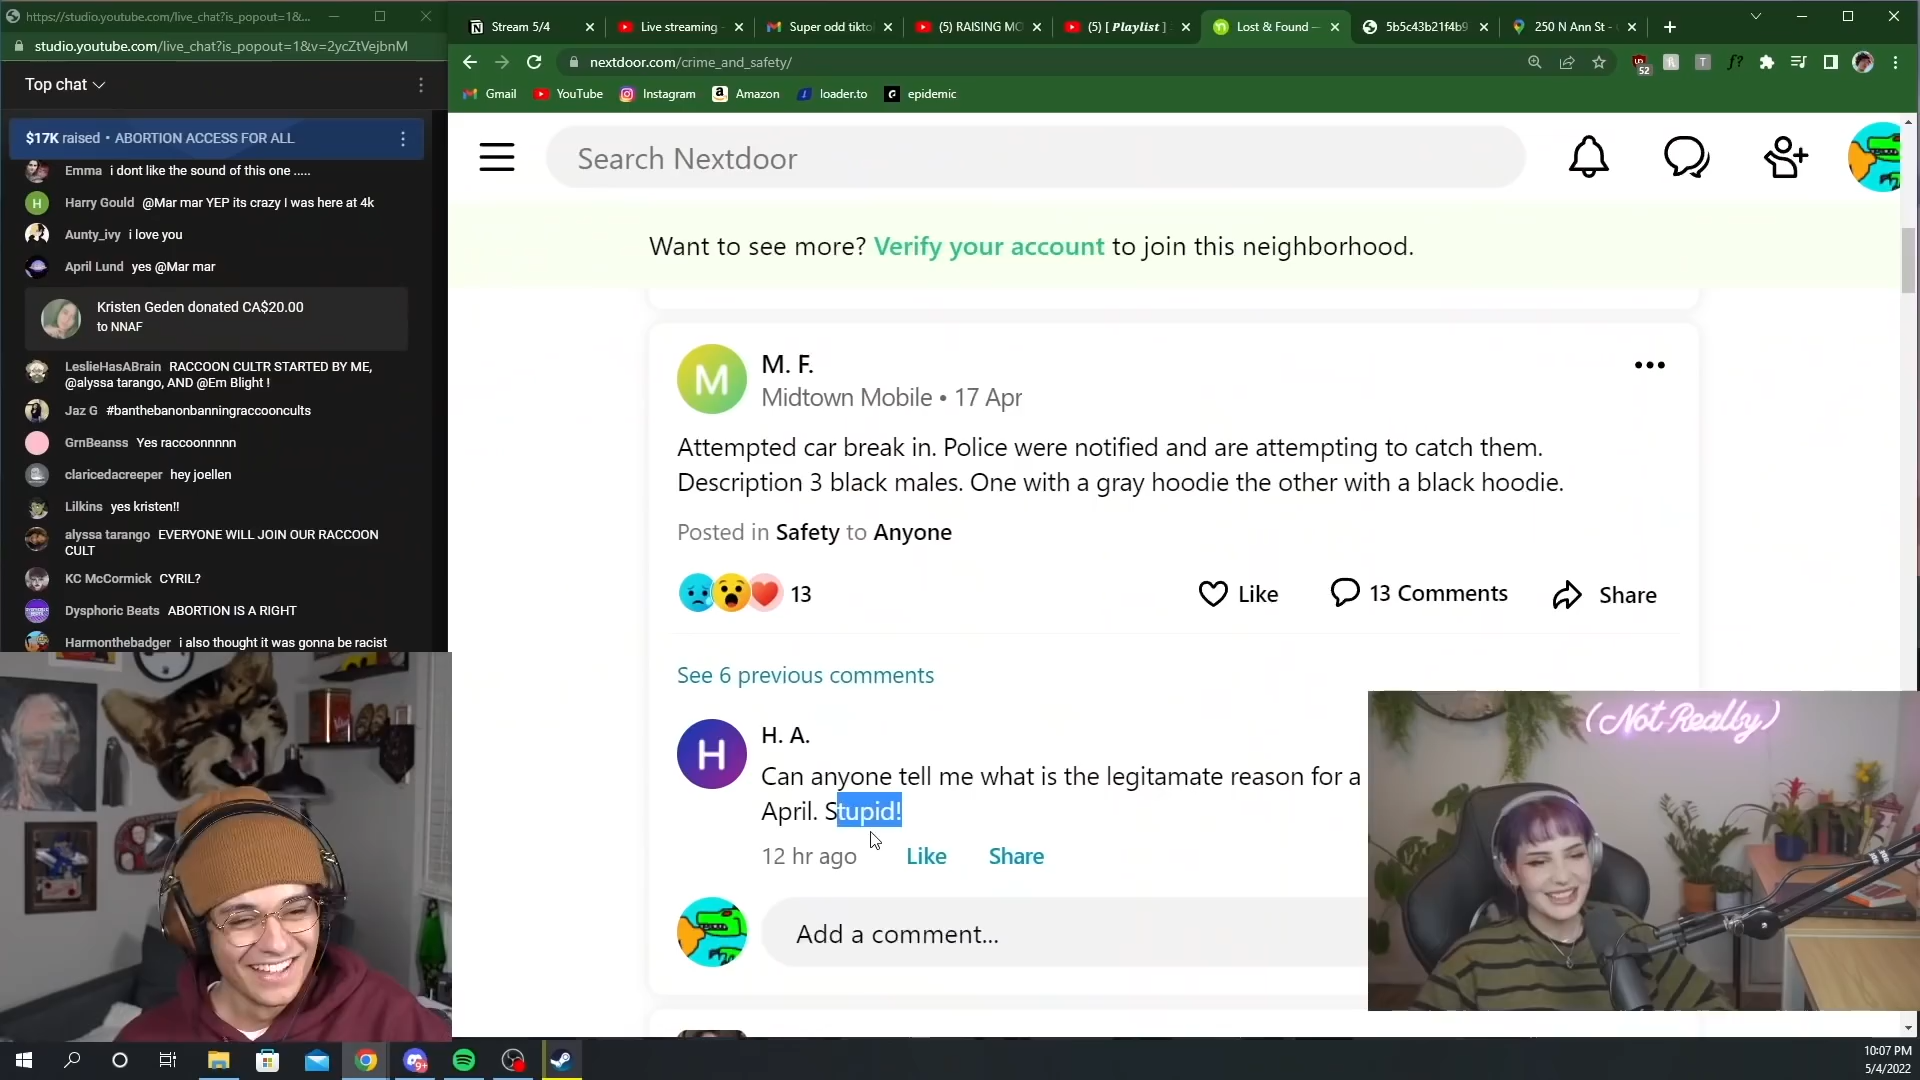 https://studio.youtube.com/live_chat?is_popout=1&...
studio.youtube.com/live_chat?is_popout=1&v=2ycZtVejbnM
Top chat
$17K raised • ABORTION ACCESS FOR ALL
Emma i dont like the sound of this one .....
Harry Gould @Mar mar YEP its crazy I was here at 4k
Aunty_ivy i love you
April Lund yes @Mar mar
Kristen Geden donated CA$20.00
to NNAF
LeslieHasABrain RACCOON CULTR STARTED BY ME,
@alyssa tarango, AND @Em Blight !
Jaz G #banthebanonbanningraccooncults
GrnBeanss Yes raccoonnnnn
claricedacreeper hey joellen
Lilkins yes kristen!!
alyssa tarango EVERYONE WILL JOIN OUR RACCOON
CULT
KC McCormick CYRIL?
Dysphoric Beats ABORTION IS A RIGHT
Harmonthebadger i also thought it was gonna be racist
Stream 5/4
Live streaming
Super odd tikto
(5) RAISING MO
(5) [ Playlist ]
Lost & Found —
5b5c43b21f4b9
250 N Ann St -
nextdoor.com/crime_and_safety/
52
Gmail
YouTube
Instagram
Amazon
loader.to
epidemic
Search Nextdoor
Want to see more? Verify your account to join this neighborhood.
M
M. F.
Midtown Mobile • 17 Apr
Attempted car break in. Police were notified and are attempting to catch them.
Description 3 black males. One with a gray hoodie the other with a black hoodie.
Posted in Safety to Anyone
13
Like
13 Comments
Share
See 6 previous comments
H
H. A.
Can anyone tell me what is the legitamate reason for a
April. Stupid!
12 hr ago
Like
Share
Add a comment...
(Not Really)
10:07 PM
5/4/2022